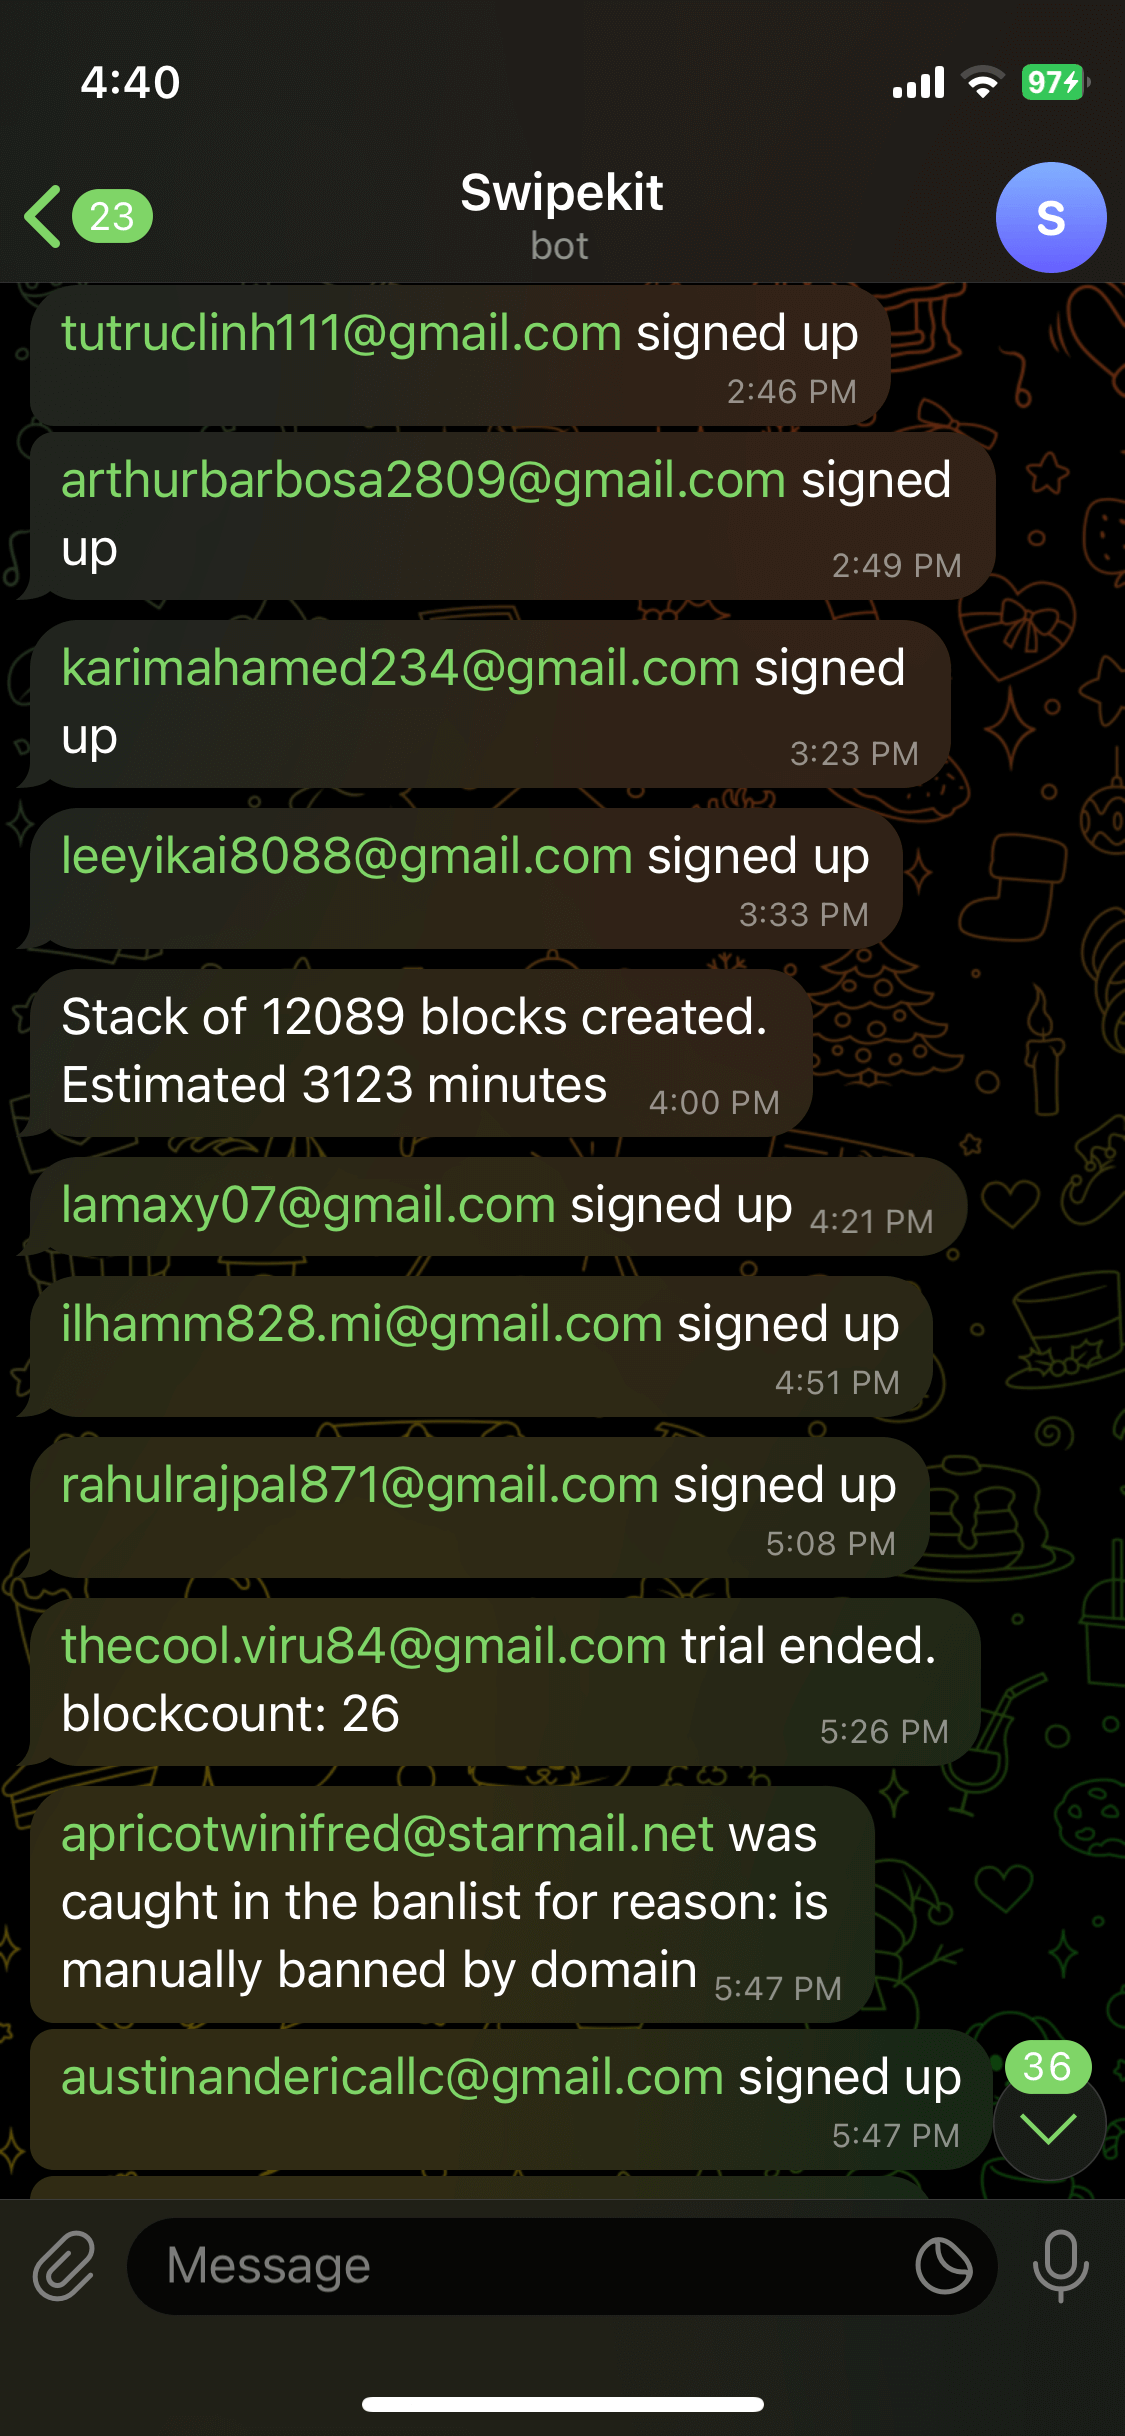 4:40
97
23
Swipekit
bot
S
tutruclinh111@gmail.com signed up
2:46 PM
arthurbarbosa2809@gmail.com signed
up
2:49 PM
karimahamed234@gmail.com signed
up
3:23 PM
leeyikai8088@gmail.com signed up
3:33 PM
Stack of 12089 blocks created.
Estimated 3123 minutes
4:00 PM
lamaxy07@gmail.com signed up
4:21 PM
ilhamm828.mi@gmail.com signed up
4:51 PM
rahulrajpal871@gmail.com signed up
5:08 PM
thecool.viru84@gmail.com trial ended.
blockcount: 26
5:26 PM
apricotwinifred@starmail.net was
caught in the banlist for reason: is
manually banned by domain
5:47 PM
austinandericallc@gmail.com signed up
5:47 PM
36
Message